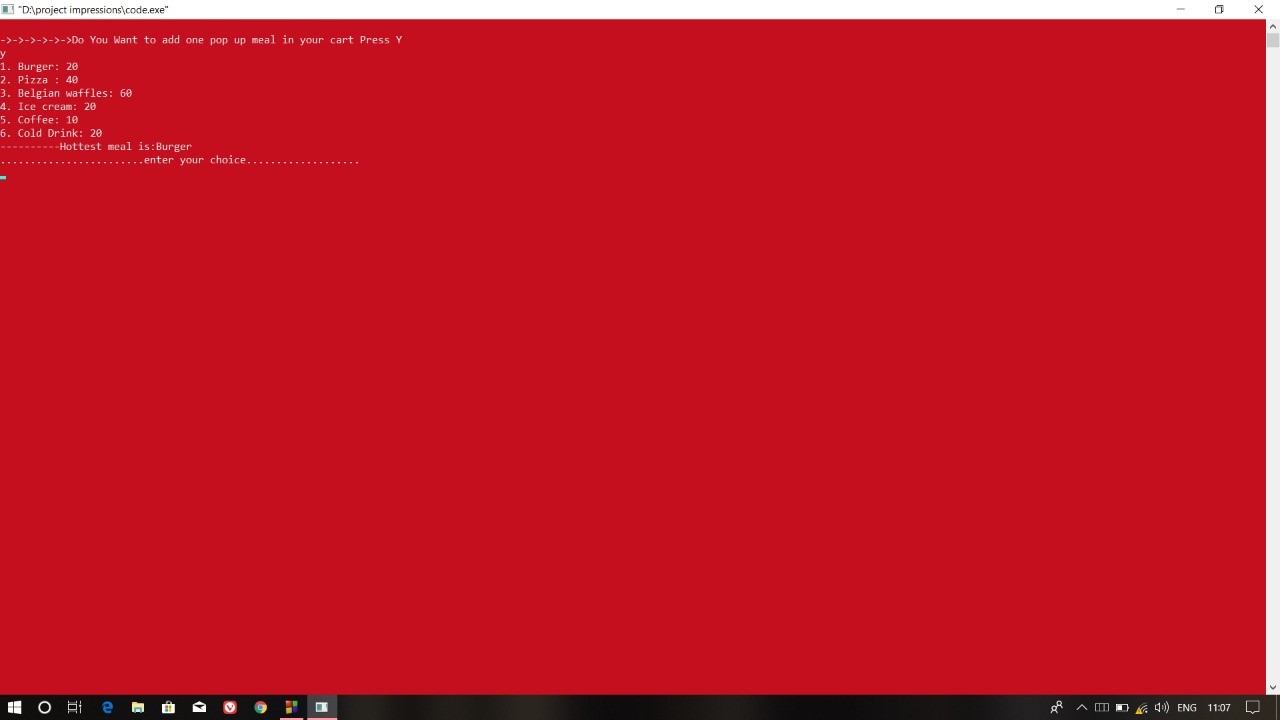 "D:\project impressions\code.exe"
->->->->->->Do You Want to add one pop up meal in your cart Press Y
y
1. Burger: 20
2. Pizza : 40
3. Belgian waffles: 60
4. Ice cream: 20
5. Coffee: 10
6. Cold Drink: 20
----------Hottest meal is:Burger
........................enter your choice...................
ENG 11:07